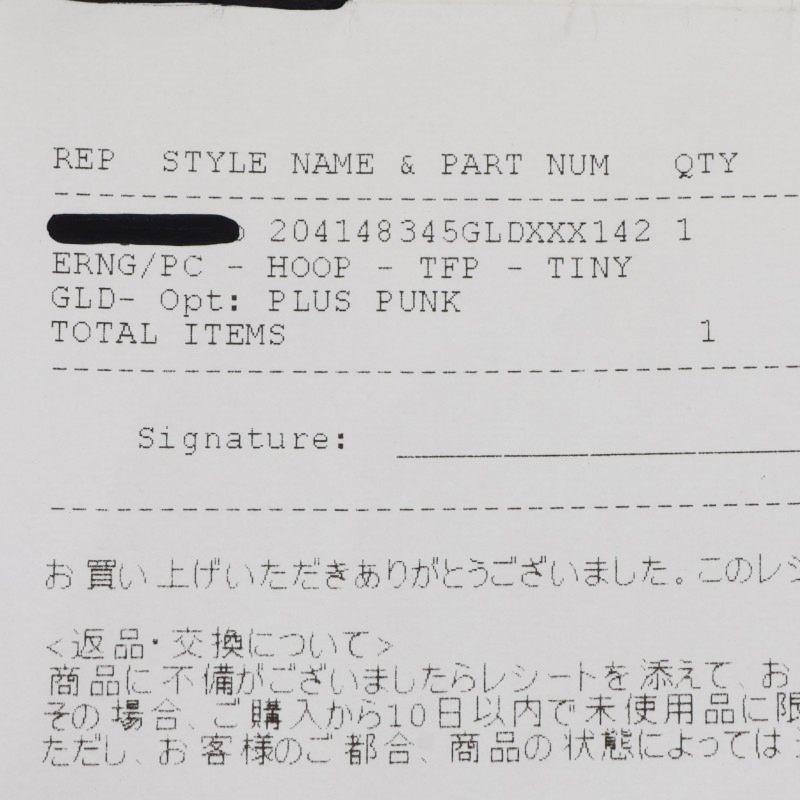 REP STYLE NAME & PART NUM QTY
204148345GLDXXX142 1
ERNG/PC - HOOP - TFP - TINY
GLD- Opt: PLUS PUNK
TOTAL ITEMS 1
Signature:
お買い上げいただきありがとうございました。このレシ
<返品・交換について>
商品に不備がございましたらレシートを添えて、お
その場合、ご購入から10日以内で未使用品に限
ただし、お客様のご都合、商品の状態によっては